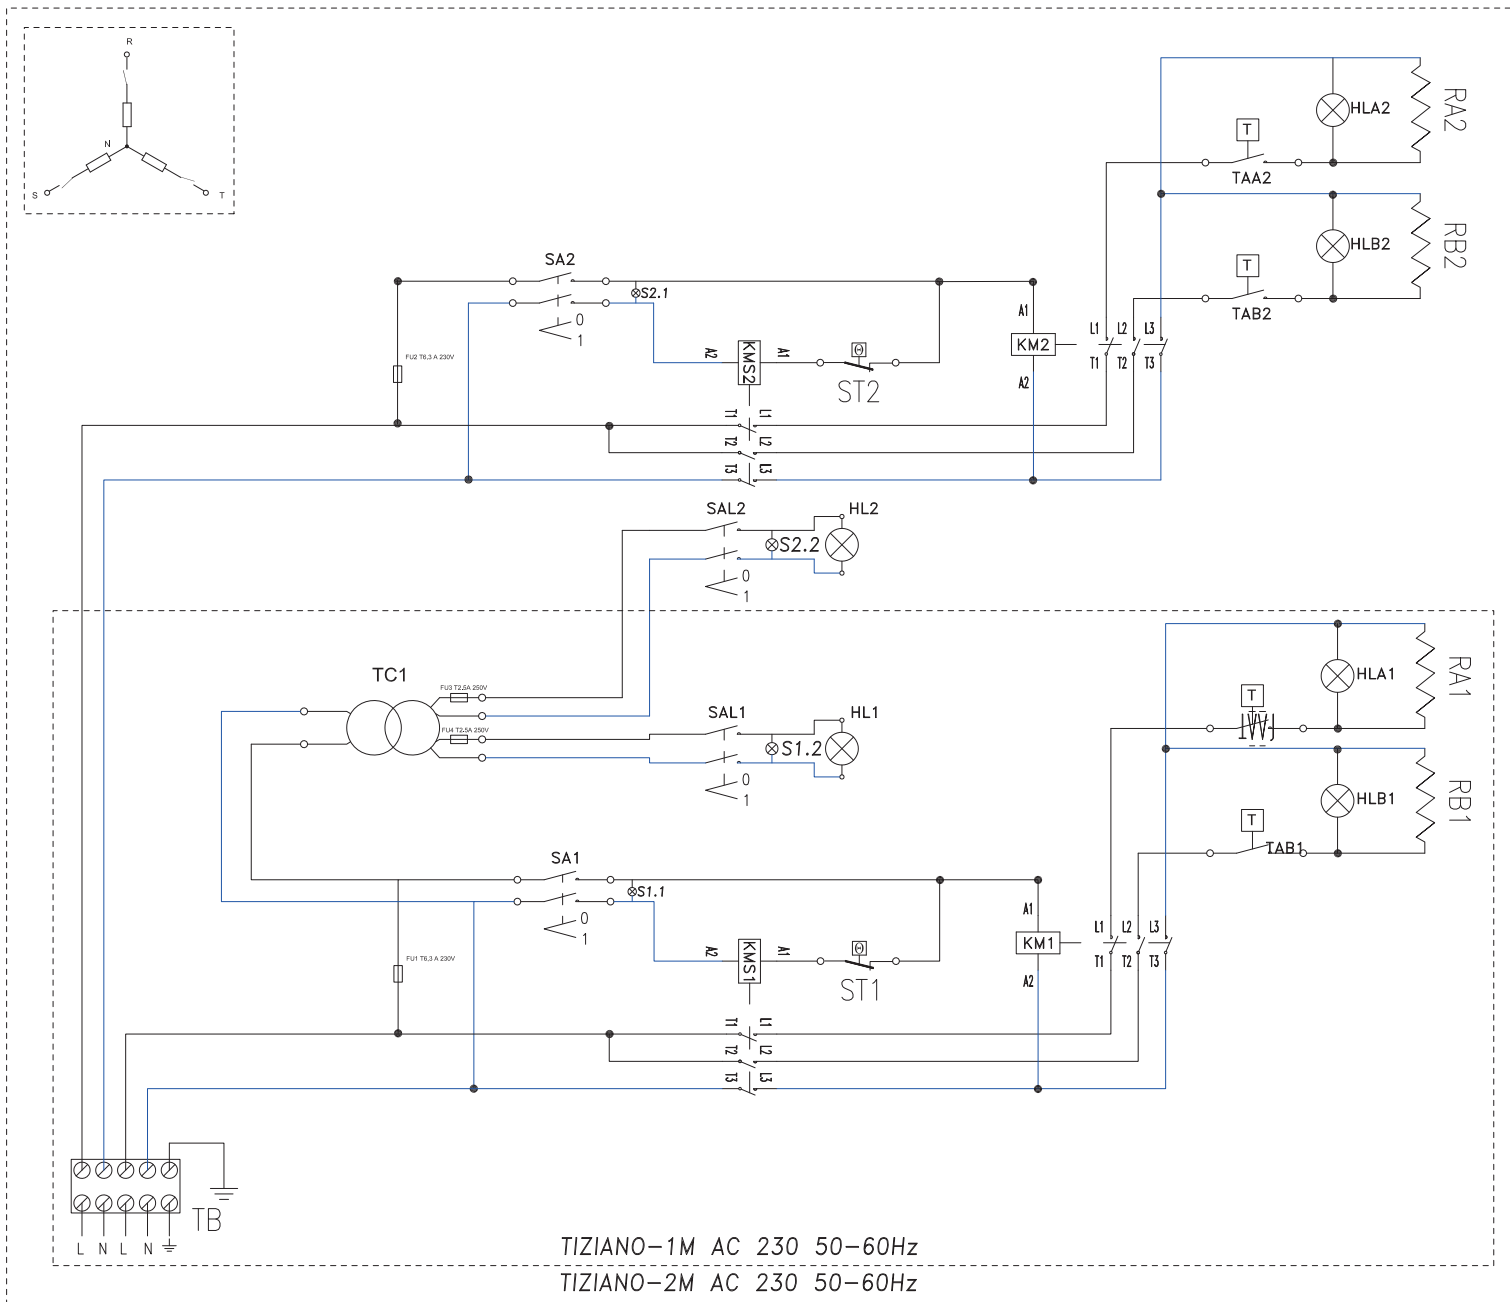 R
N
S
T
HLA2
RA2
T
TAA2
HLB2
RB2
T
TAB2
SA2
S2.1
0
1
A1
KM2
A2
L1 L2 L3
T1 T2 T3
FU2 T6,3 A 230V
A2
KMS2
A1
ST2
T1 L1
T2 L2
T3 L3
SAL2
HL2
S2.2
0
1
TC1
FU3 T2,5A 250V
FU4 T2.5A 250V
SAL1
HL1
S1.2
0
1
HLA1
RA1
T
HLB1
RB1
T
TAB1
SA1
S1.1
0
1
A1
KM1
A2
L1 L2 L3
T1 T2 T3
FU1 T6,3 A 230V
A2
KMS1
A1
ST1
T1 L1
T2 L2
T3 L3
TB
L N L N
TIZIANO-1M AC 230 50-60Hz
TIZIANO-2M AC 230 50-60Hz